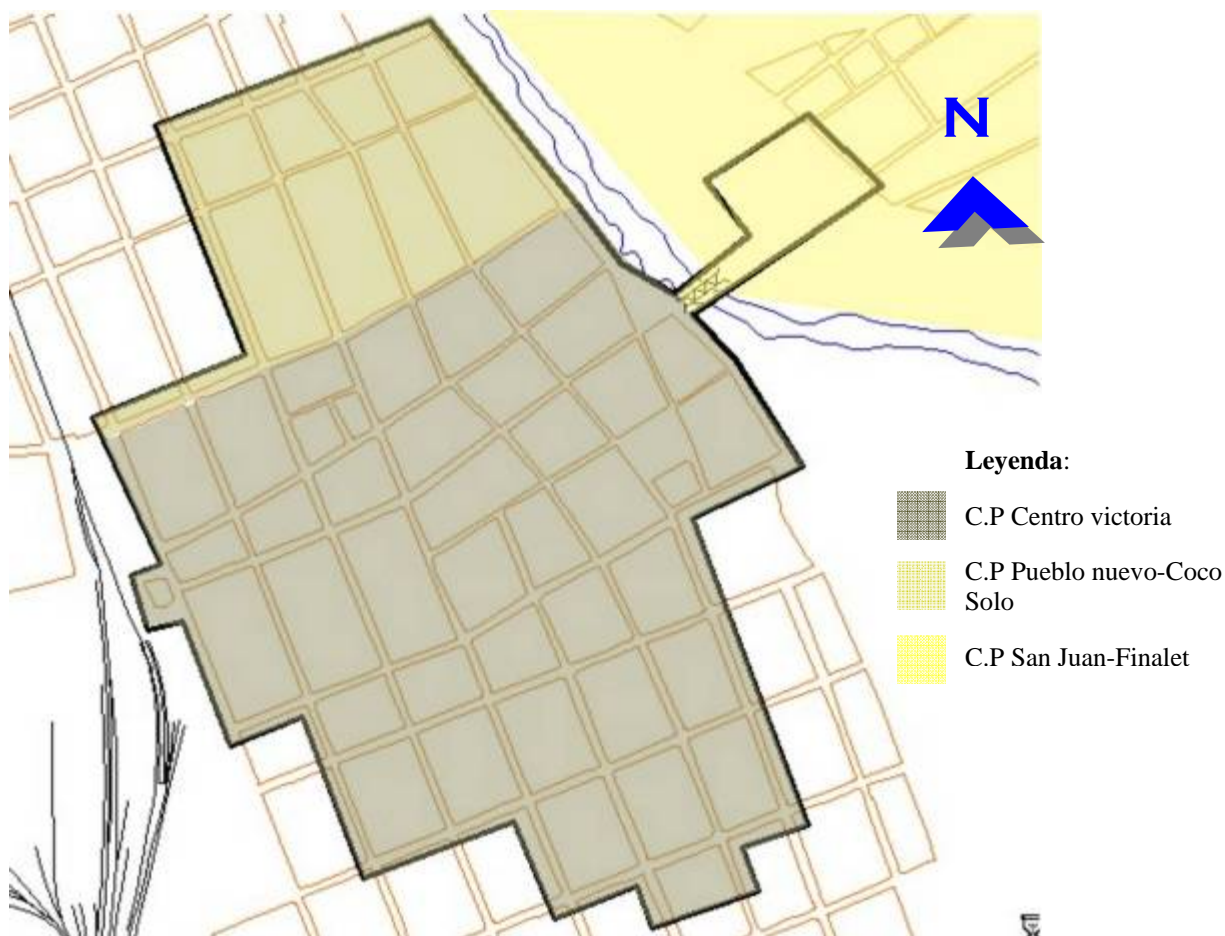 N
Leyenda:
C.P Centro victoria
C.P Pueblo nuevo-Coco
Solo
C.P San Juan-Finalet